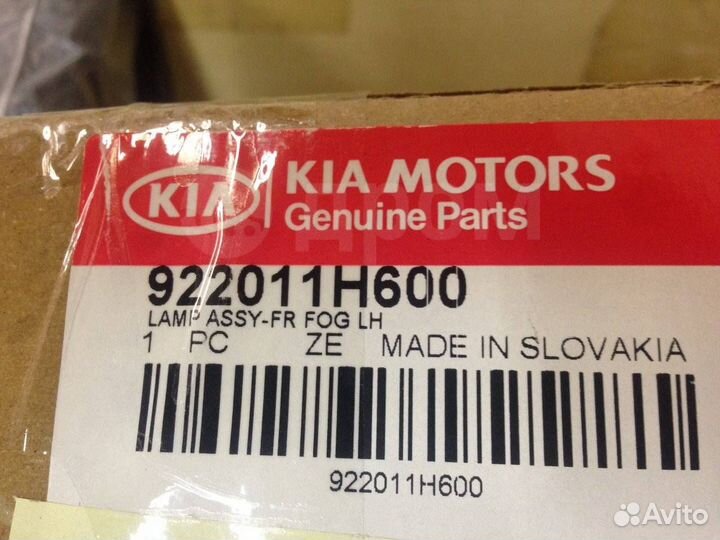 KIA
KIA MOTORS
Genuine Parts
дром
922011H600
LAMP ASSY-FR FOG LH
1 PC ZE MADE IN SLOVAKIA
922011H600
Avito